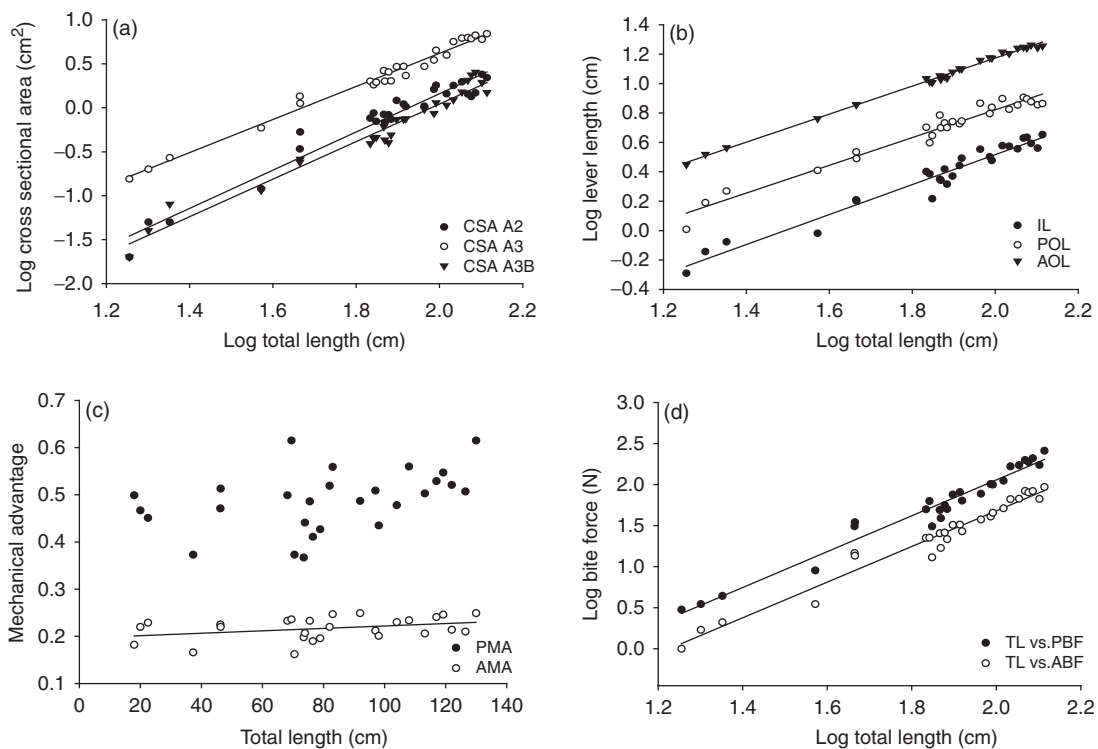 (a)
Log cross sectional area (cm2)
1.0
0.5
0.0
−0.5
−1.0
−1.5
−2.0
CSA A2
CSA A3
CSA A3B
1.2 1.4 1.6 1.8 2.0 2.2
Log total length (cm)
(b)
Log lever length (cm)
1.4
1.2
1.0
0.8
0.6
0.4
0.2
−0.0
−0.2
−0.4
IL
POL
AOL
1.2 1.4 1.6 1.8 2.0 2.2
Log total length (cm)
(c)
Mechanical advantage
0.7
0.6
0.5
0.4
0.3
0.2
0.1
PMA
AMA
0 20 40 60 80 100 120 140
Total length (cm)
(d)
Log bite force (N)
3.0
2.5
2.0
1.5
1.0
0.5
0.0
TL vs.PBF
TL vs.ABF
1.2 1.4 1.6 1.8 2.0 2.2
Log total length (cm)